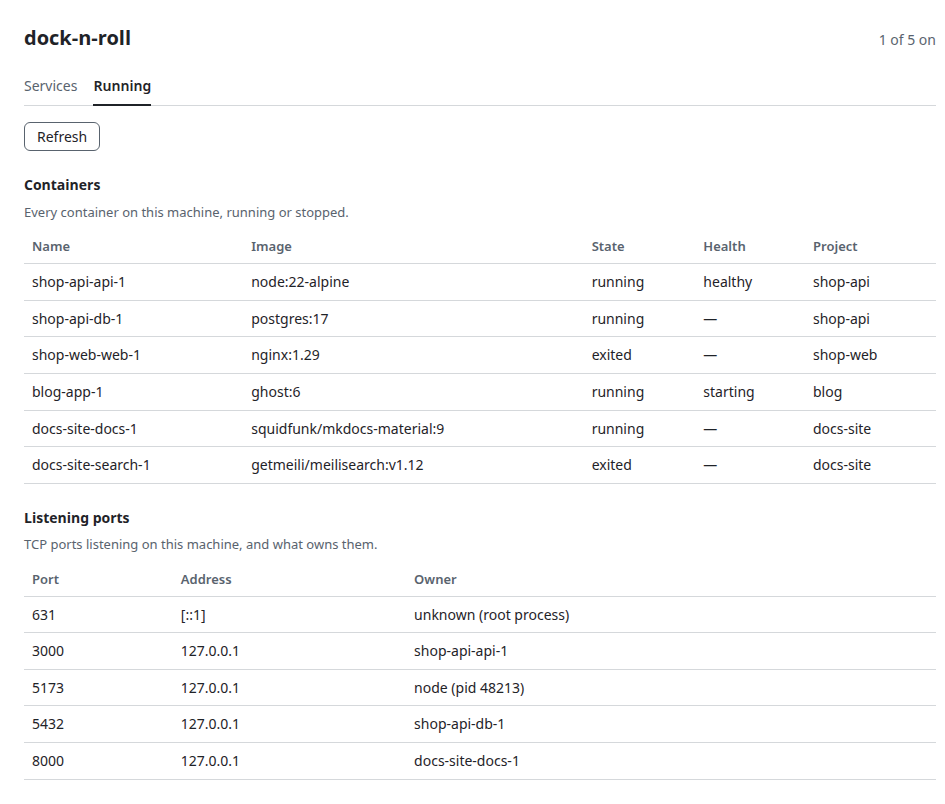 dock-n-roll
1 of 5 on
Services Running
Refresh
Containers
Every container on this machine, running or stopped.
Name Image State Health Project
shop-api-api-1 node:22-alpine running healthy shop-api
shop-api-db-1 postgres:17 running — shop-api
shop-web-web-1 nginx:1.29 exited — shop-web
blog-app-1 ghost:6 running starting blog
docs-site-docs-1 squidfunk/mkdocs-material:9 running — docs-site
docs-site-search-1 getmeili/meilisearch:v1.12 exited — docs-site
Listening ports
TCP ports listening on this machine, and what owns them.
Port Address Owner
631 [::1] unknown (root process)
3000 127.0.0.1 shop-api-api-1
5173 127.0.0.1 node (pid 48213)
5432 127.0.0.1 shop-api-db-1
8000 127.0.0.1 docs-site-docs-1